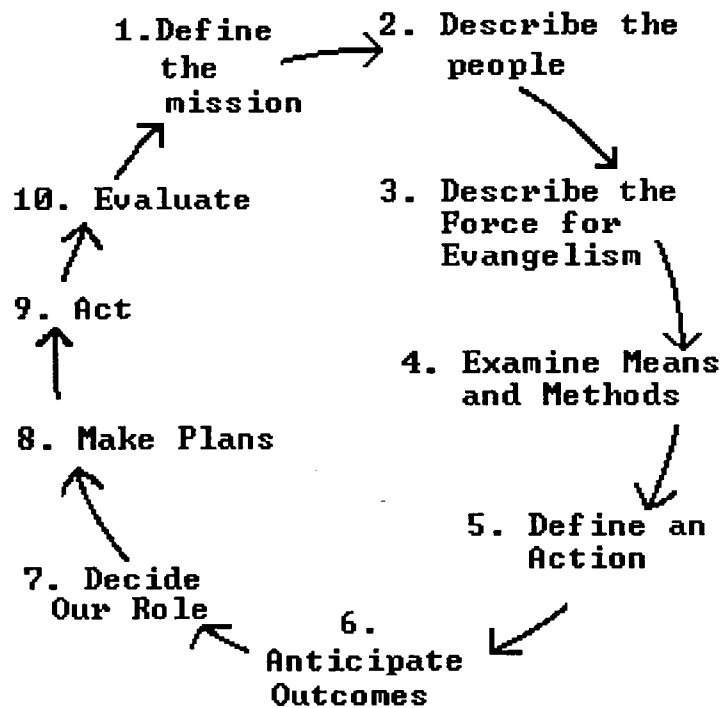 1.Define
the
mission
2. Describe the
people
3. Describe the
Force for
Evangelism
4. Examine Means
and Methods
5. Define an
Action
6.
Anticipate
Outcomes
7. Decide
Our Role
8. Make Plans
9. Act
10. Evaluate